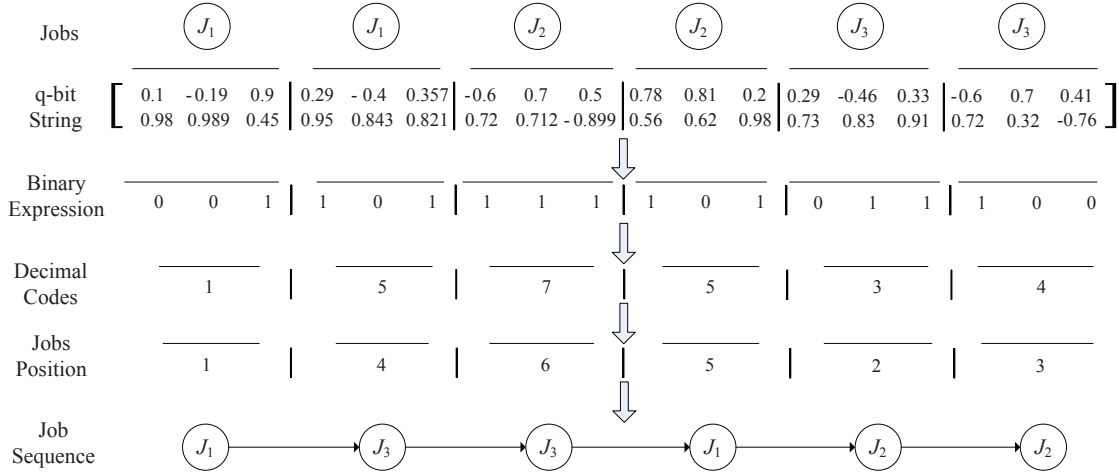 Jobs J1 J1 J2 J2 J3 J3
q-bit 0.1 -0.19 0.9 0.29 - 0.4 0.357 -0.6 0.7 0.5 0.78 0.81 0.2 0.29 -0.46 0.33 -0.6 0.7 0.41
String 0.98 0.989 0.45 0.95 0.843 0.821 0.72 0.712 - 0.899 0.56 0.62 0.98 0.73 0.83 0.91 0.72 0.32 -0.76
Binary
Expression 0 0 1 1 0 1 1 1 1 1 0 1 0 1 1 1 0 0
Decimal
Codes 1 5 7 5 3 4
Jobs
Position 1 4 6 5 2 3
Job
Sequence J1 J3 J3 J1 J2 J2